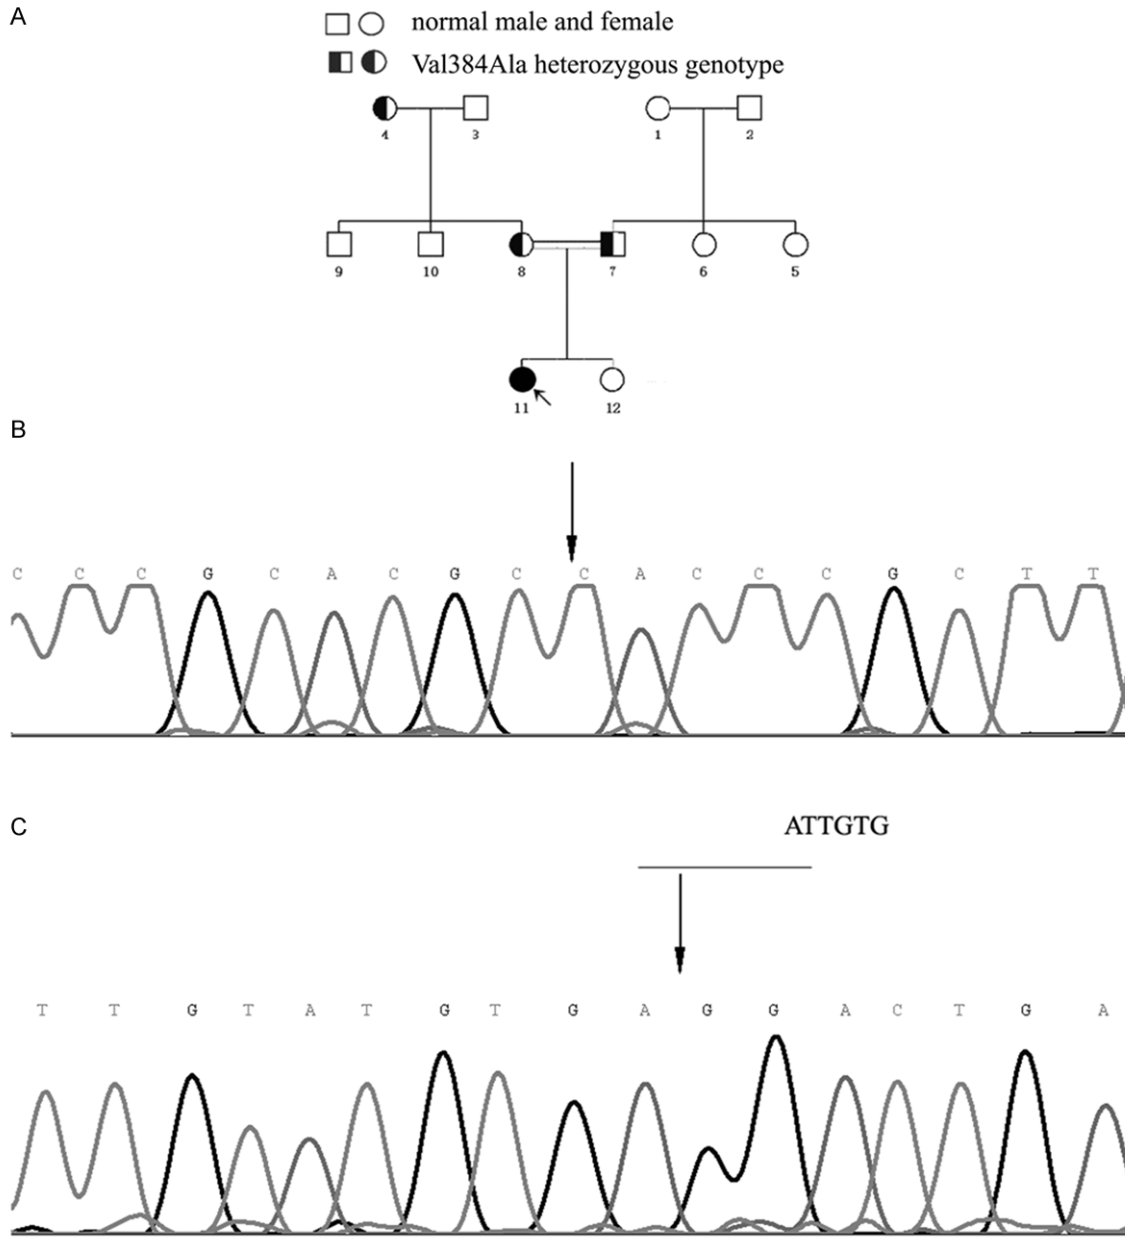 A
normal male and female
Val384Ala heterozygous genotype
4 3 1 2
9 10 8 7 6 5
11 12
B
C C C G C A C G C C A C C C G C T T
C
ATTGTG
T T G T A T G T G A G G A C T G A